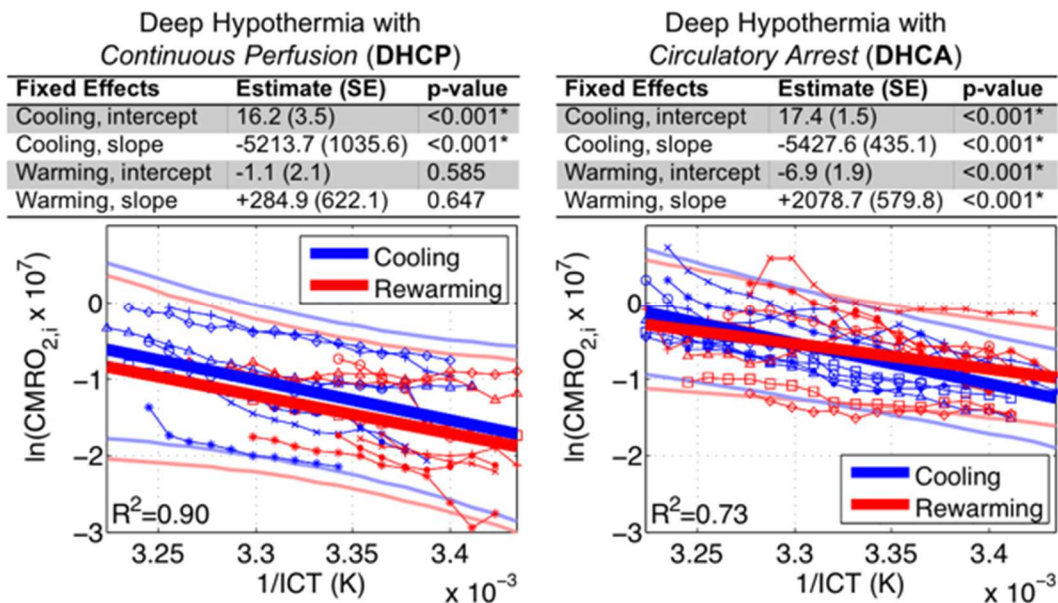 Deep Hypothermia with
Continuous Perfusion (DHCP)
Fixed Effects Estimate (SE) p-value
Cooling, intercept 16.2 (3.5) <0.001*
Cooling, slope -5213.7 (1035.6) <0.001*
Warming, intercept -1.1 (2.1) 0.585
Warming, slope +284.9 (622.1) 0.647
Cooling
Rewarming
ln(CMRO2,i x 10^7)
0
−1
−2
−3
R²=0.90
3.25 3.3 3.35 3.4
1/ICT (K)
x 10^-3
Deep Hypothermia with
Circulatory Arrest (DHCA)
Fixed Effects Estimate (SE) p-value
Cooling, intercept 17.4 (1.5) <0.001*
Cooling, slope -5427.6 (435.1) <0.001*
Warming, intercept -6.9 (1.9) <0.001*
Warming, slope +2078.7 (579.8) <0.001*
ln(CMRO2,i x 10^7)
0
−1
−2
−3
Cooling
Rewarming
R²=0.73
3.25 3.3 3.35 3.4
1/ICT (K)
x 10^-3